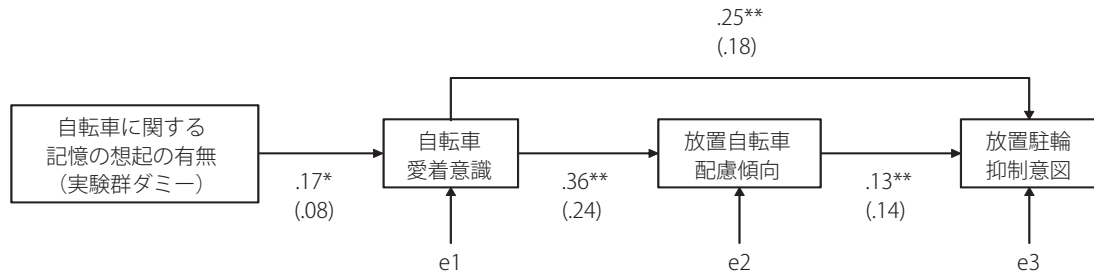 .25**
(.18)
自転車に関する
記憶の想起の有無
（実験群ダミー）
.17*
(.08)
自転車
愛着意識
.36**
(.24)
放置自転車
配慮傾向
.13**
(.14)
放置駐輪
抑制意図
e1
e2
e3